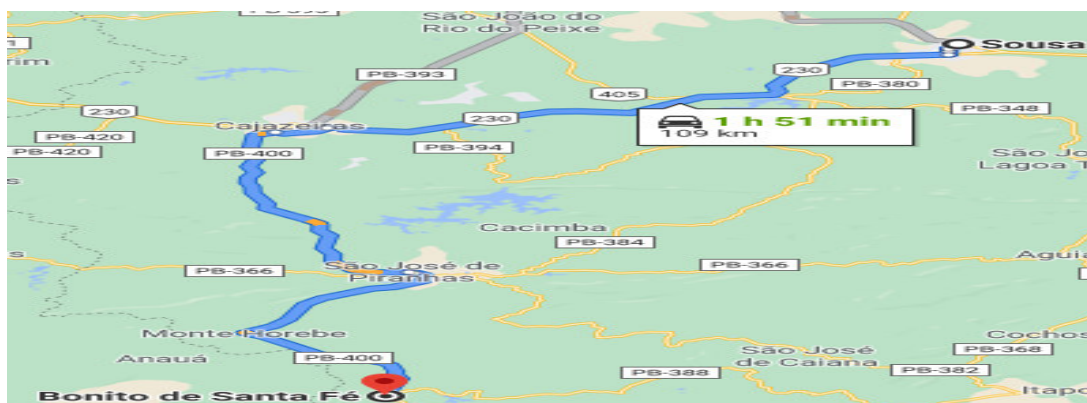 São João do
Rio do Peixe
Sousa
PB-393
230
PB-380
405
230
PB-348
1 h 51 min
109 km
230
Cajazeiras
PB-420
PB-420
PB-400
PB-394
São Jo
Lagoa T
Cacimba
PB-384
PB-366
São José de
Piranhas
PB-366
Aguia
Monte Horebe
Anauá
PB-400
São José
de Caiana
Cochos
PB-368
PB-382
PB-388
Bonito de Santa Fé
Itapo